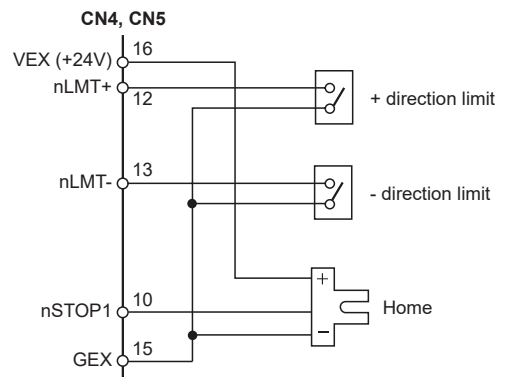 CN4, CN5
VEX (+24V) 16
nLMT+ 12
+ direction limit
nLMT- 13
- direction limit
+
nSTOP1 10
Home
−
GEX 15